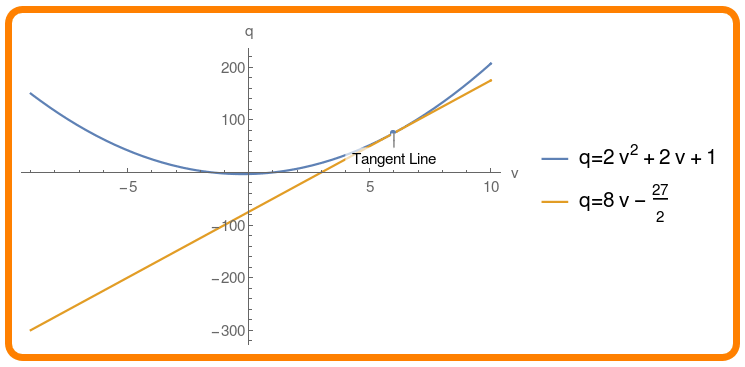 q
200
100
Tangent Line
−5
5
10
v
−100
−200
−300
q=2 v² + 2 v + 1
q=8 v − 27/2